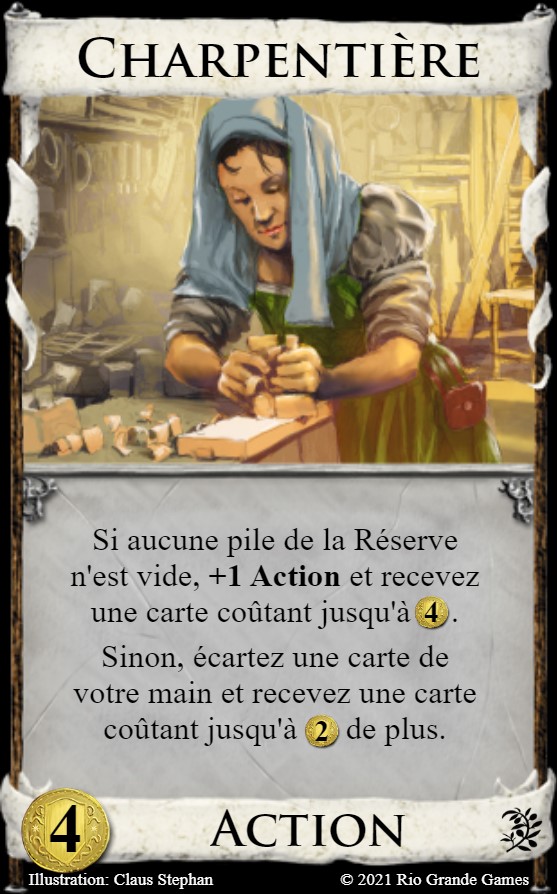 Charpentière
Si aucune pile de la Réserve
n'est vide, +1 Action et recevez
une carte coûtant jusqu'à 4.
Sinon, écartez une carte de
votre main et recevez une carte
coûtant jusqu'à 2 de plus.
4 Action
Illustration: Claus Stephan © 2021 Rio Grande Games